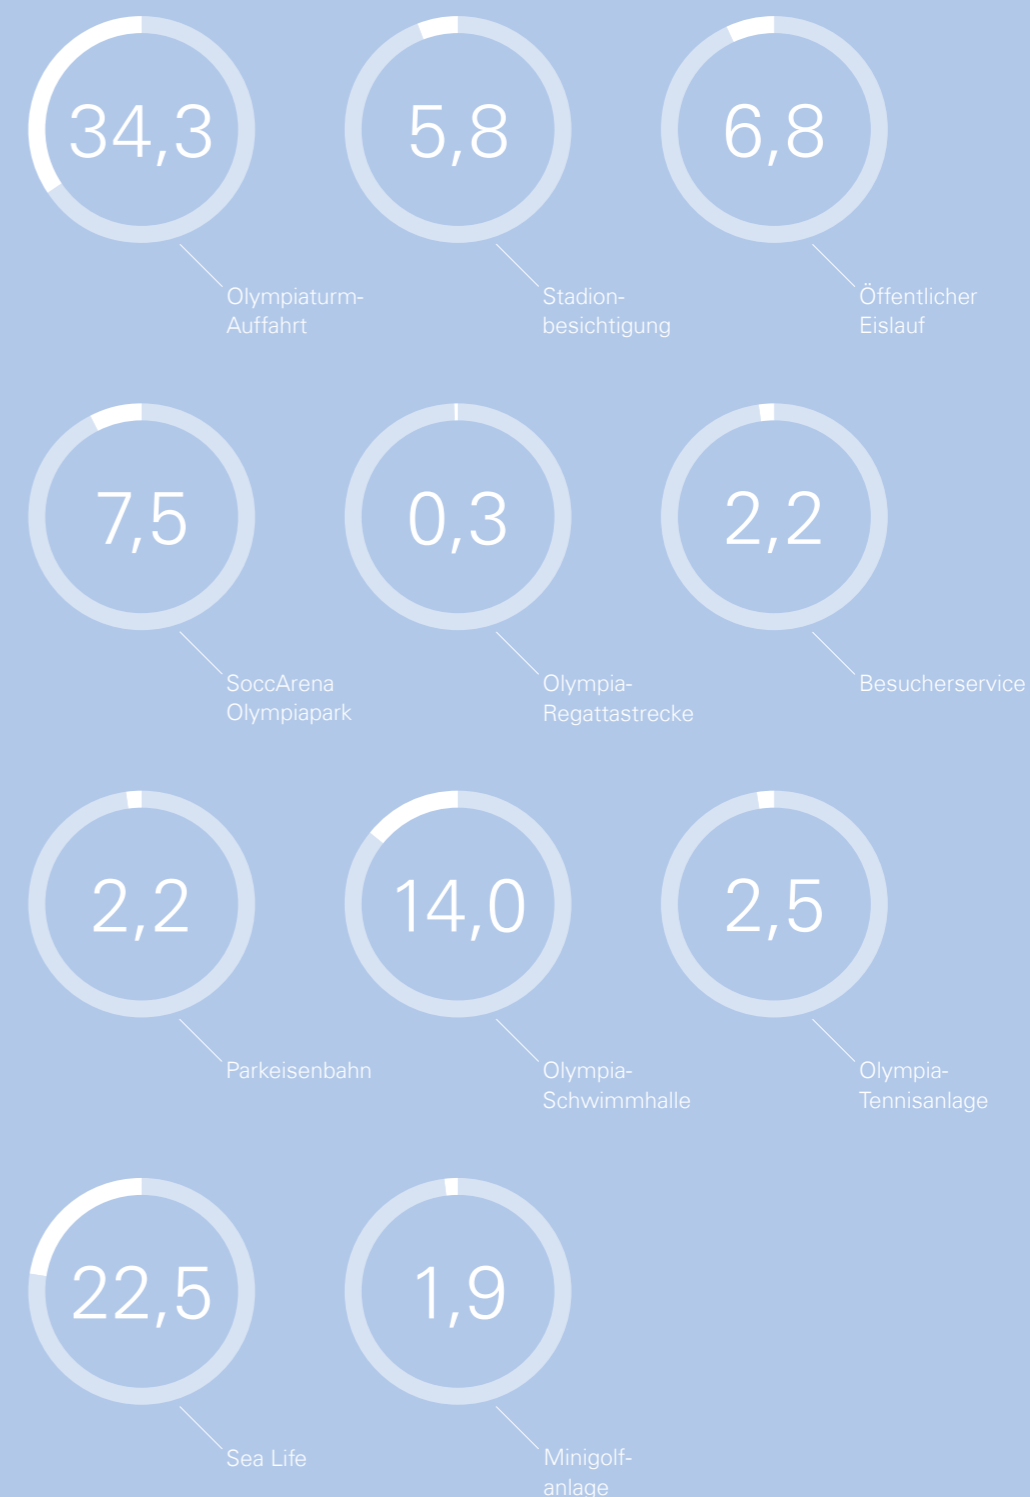 34,3
Olympiaturm-
Auffahrt
5,8
Stadion-
besichtigung
6,8
Öffentlicher
Eislauf
7,5
SoccArena
Olympiapark
0,3
Olympia-
Regattastrecke
2,2
Besucherservice
2,2
Parkeisenbahn
14,0
Olympia-
Schwimmhalle
2,5
Olympia-
Tennisanlage
22,5
Sea Life
1,9
Minigolf-
anlage